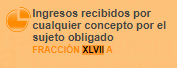 Ingresos recibidos por
cualquier concepto por el
sujeto obligado
FRACCIÓN XLVII A